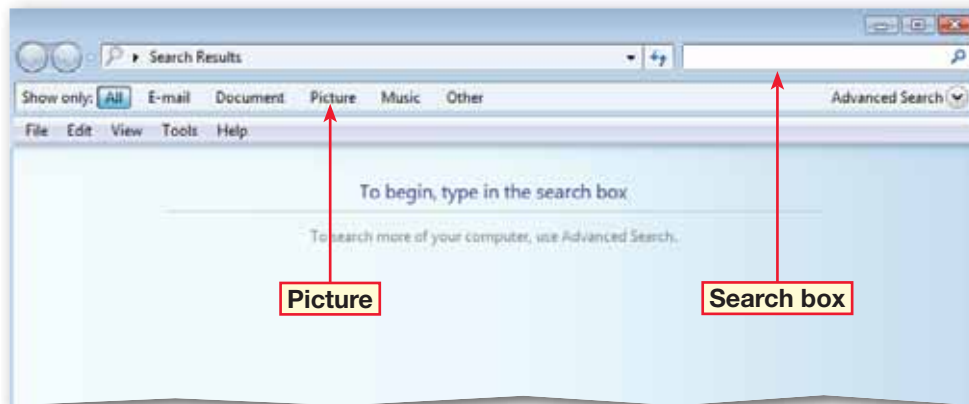 Search Results
Show only: All E-mail Document Picture Music Other Advanced Search
File Edit View Tools Help
To begin, type in the search box
To search more of your computer, use Advanced Search.
Picture Search box